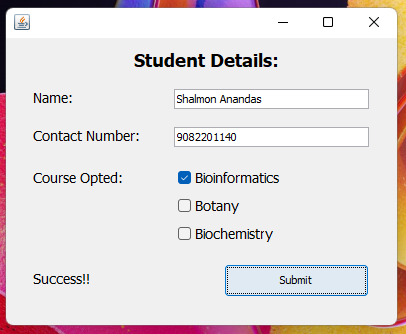 Student Details:
Name: Shalmon Anandas
Contact Number: 9082201140
Course Opted: Bioinformatics
Botany
Biochemistry
Success!! Submit